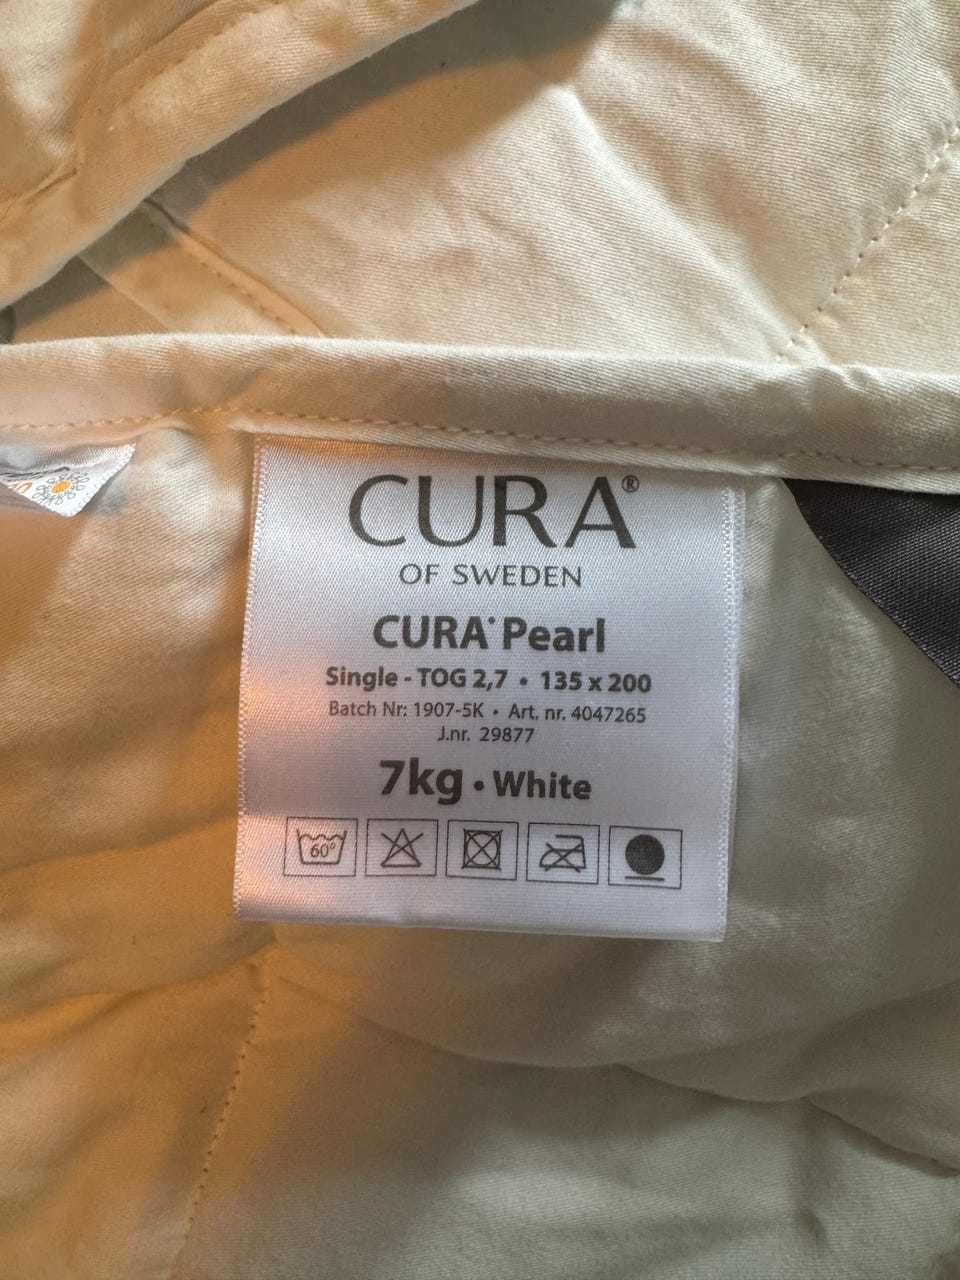 CURA®
OF SWEDEN
CURA® Pearl
Single - TOG 2,7 • 135 x 200
Batch Nr: 1907-5K • Art. nr. 4047265
J.nr. 29877
7kg • White
60°